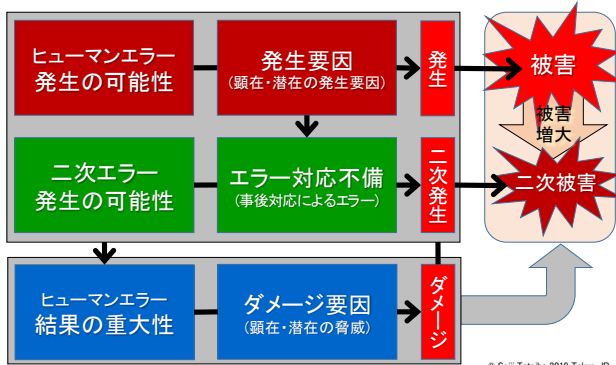 ヒューマンエラー
発生の可能性
発生要因
(顕在・潜在の発生要因)
発生
被害
被害
増大
二次エラー
発生の可能性
エラー対応不備
(事後対応によるエラー)
二次発生
二次被害
ヒューマンエラー
結果の重大性
ダメージ要因
(顕在・潜在の脅威)
ダメージ